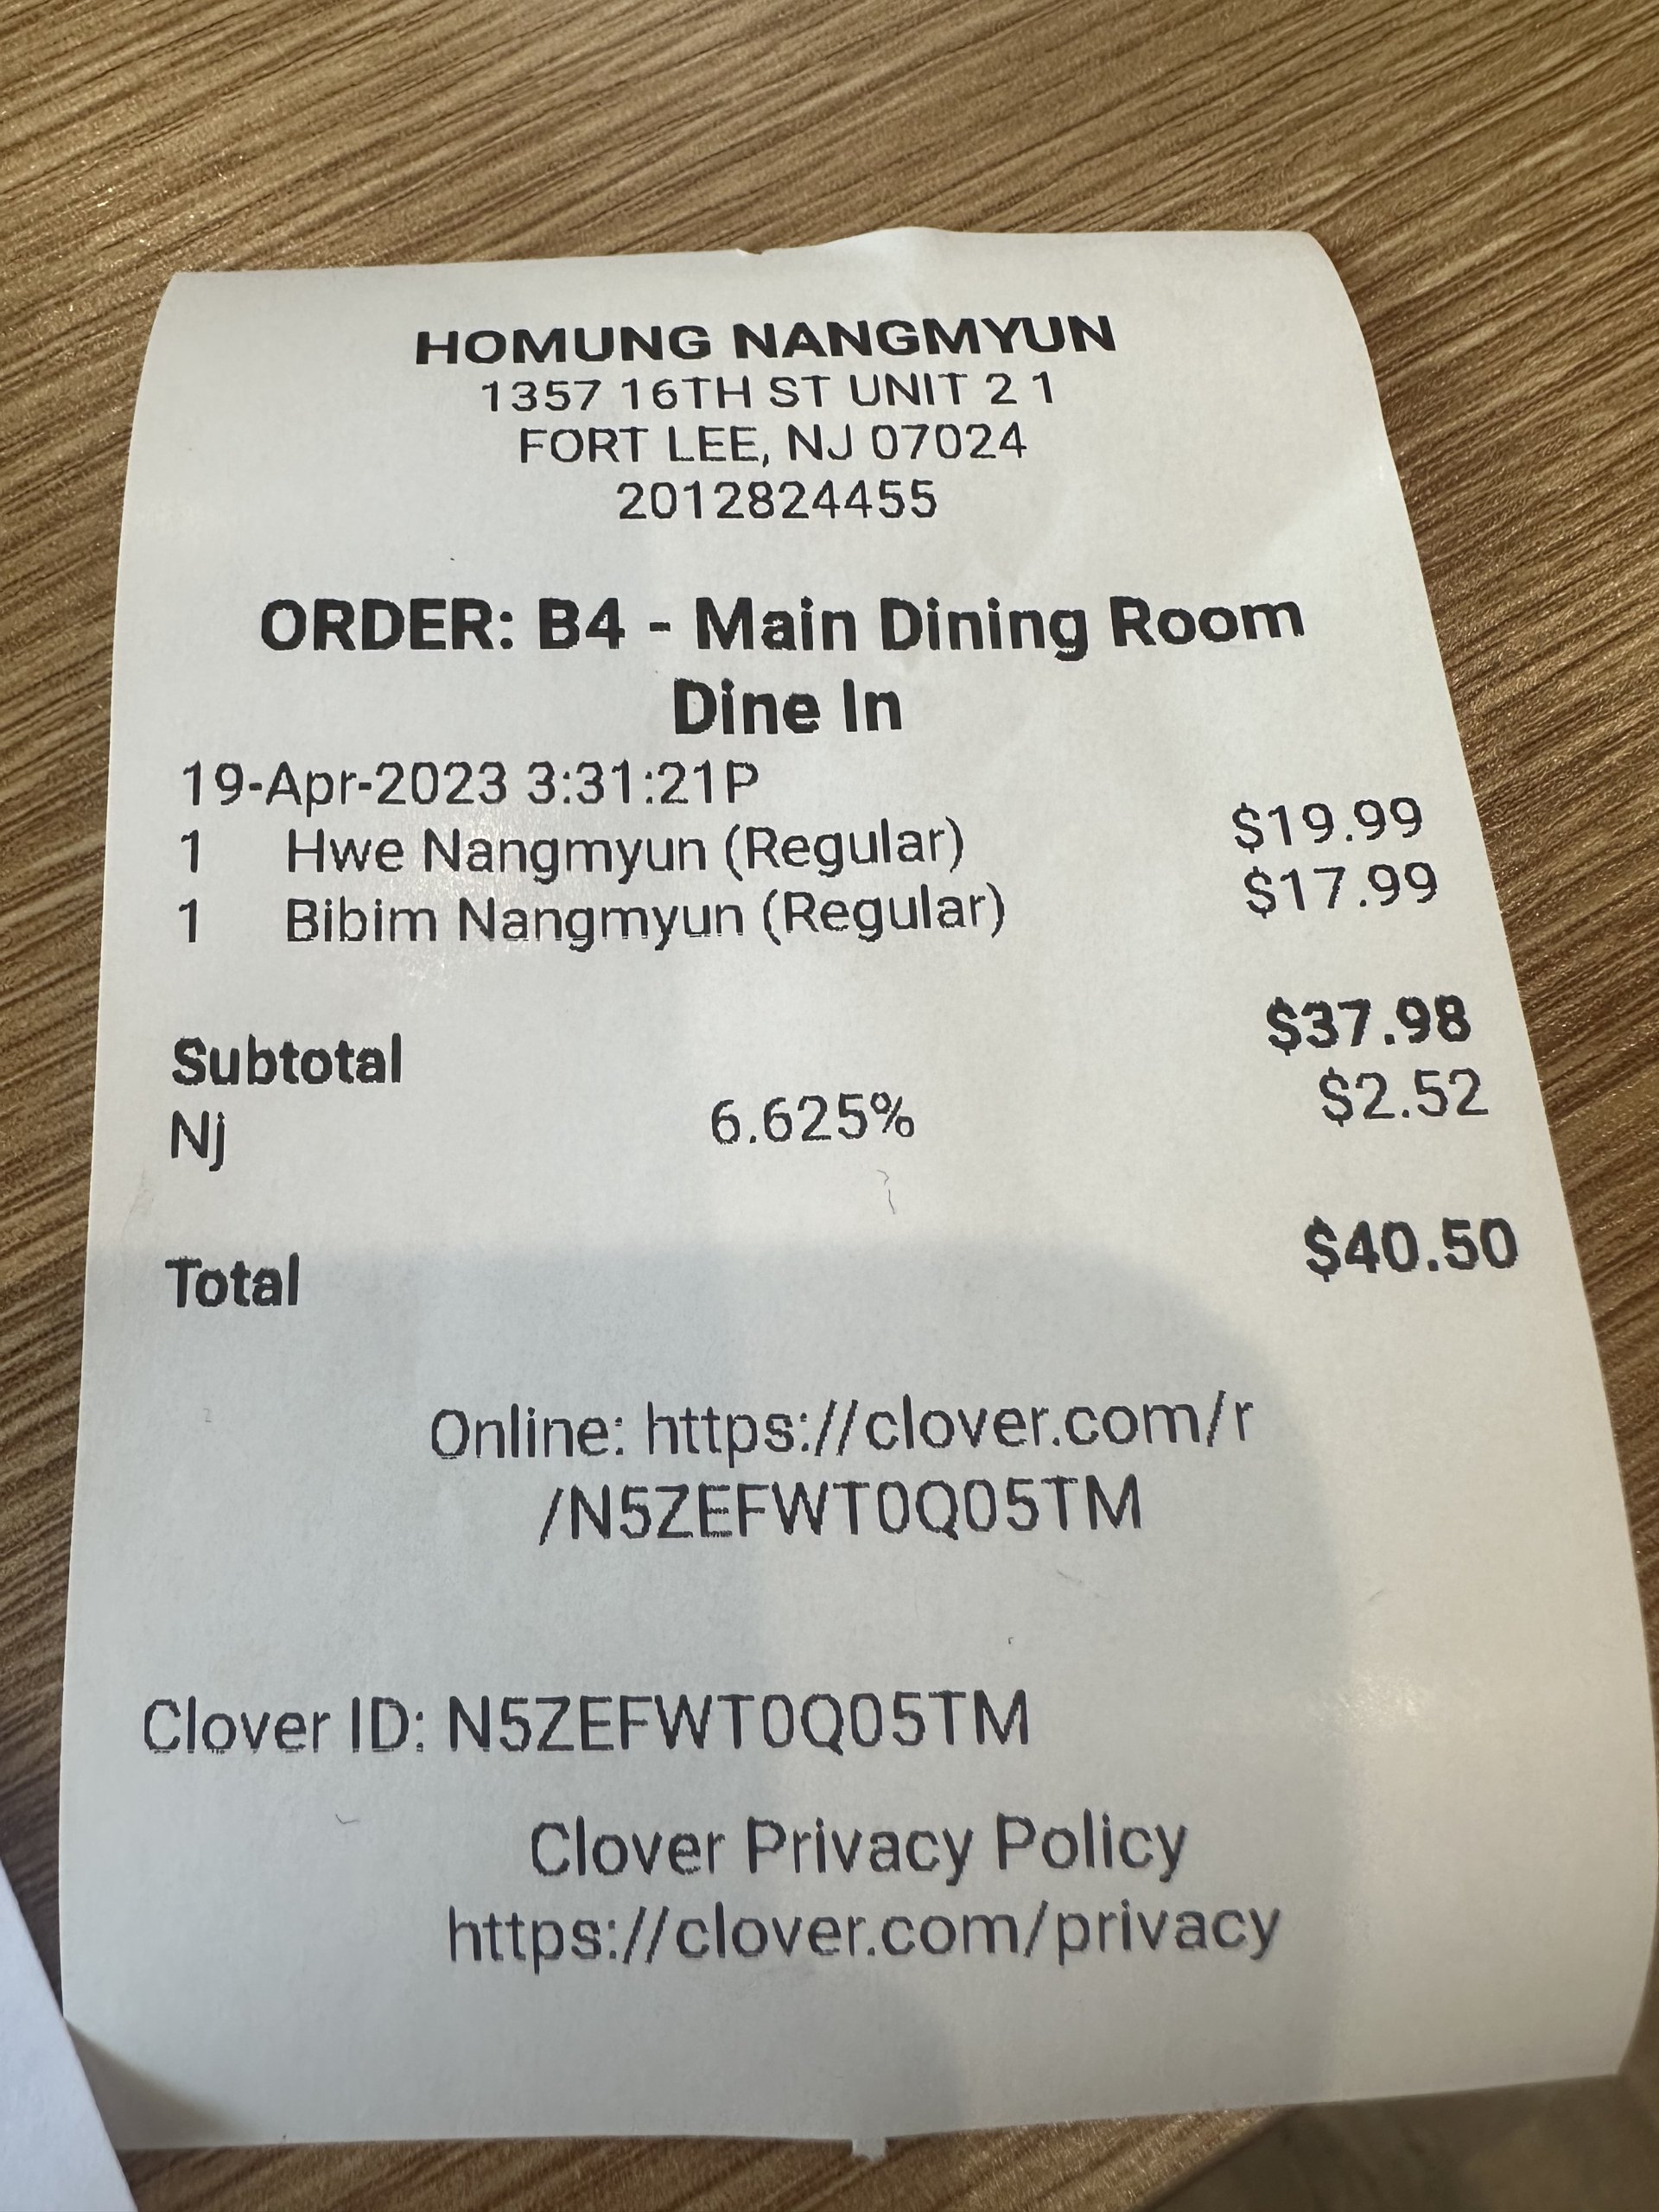 HOMUNG NANGMYUN
1357 16TH ST UNIT 2 1
FORT LEE, NJ 07024
2012824455
ORDER: B4 - Main Dining Room
Dine In
19-Apr-2023 3:31:21P
1 Hwe Nangmyun (Regular) $19.99
1 Bibim Nangmyun (Regular) $17.99
Subtotal $37.98
Nj 6.625% $2.52
Total $40.50
Online: https://clover.com/r
/N5ZEFWT0Q05TM
Clover ID: N5ZEFWT0Q05TM
Clover Privacy Policy
https://clover.com/privacy